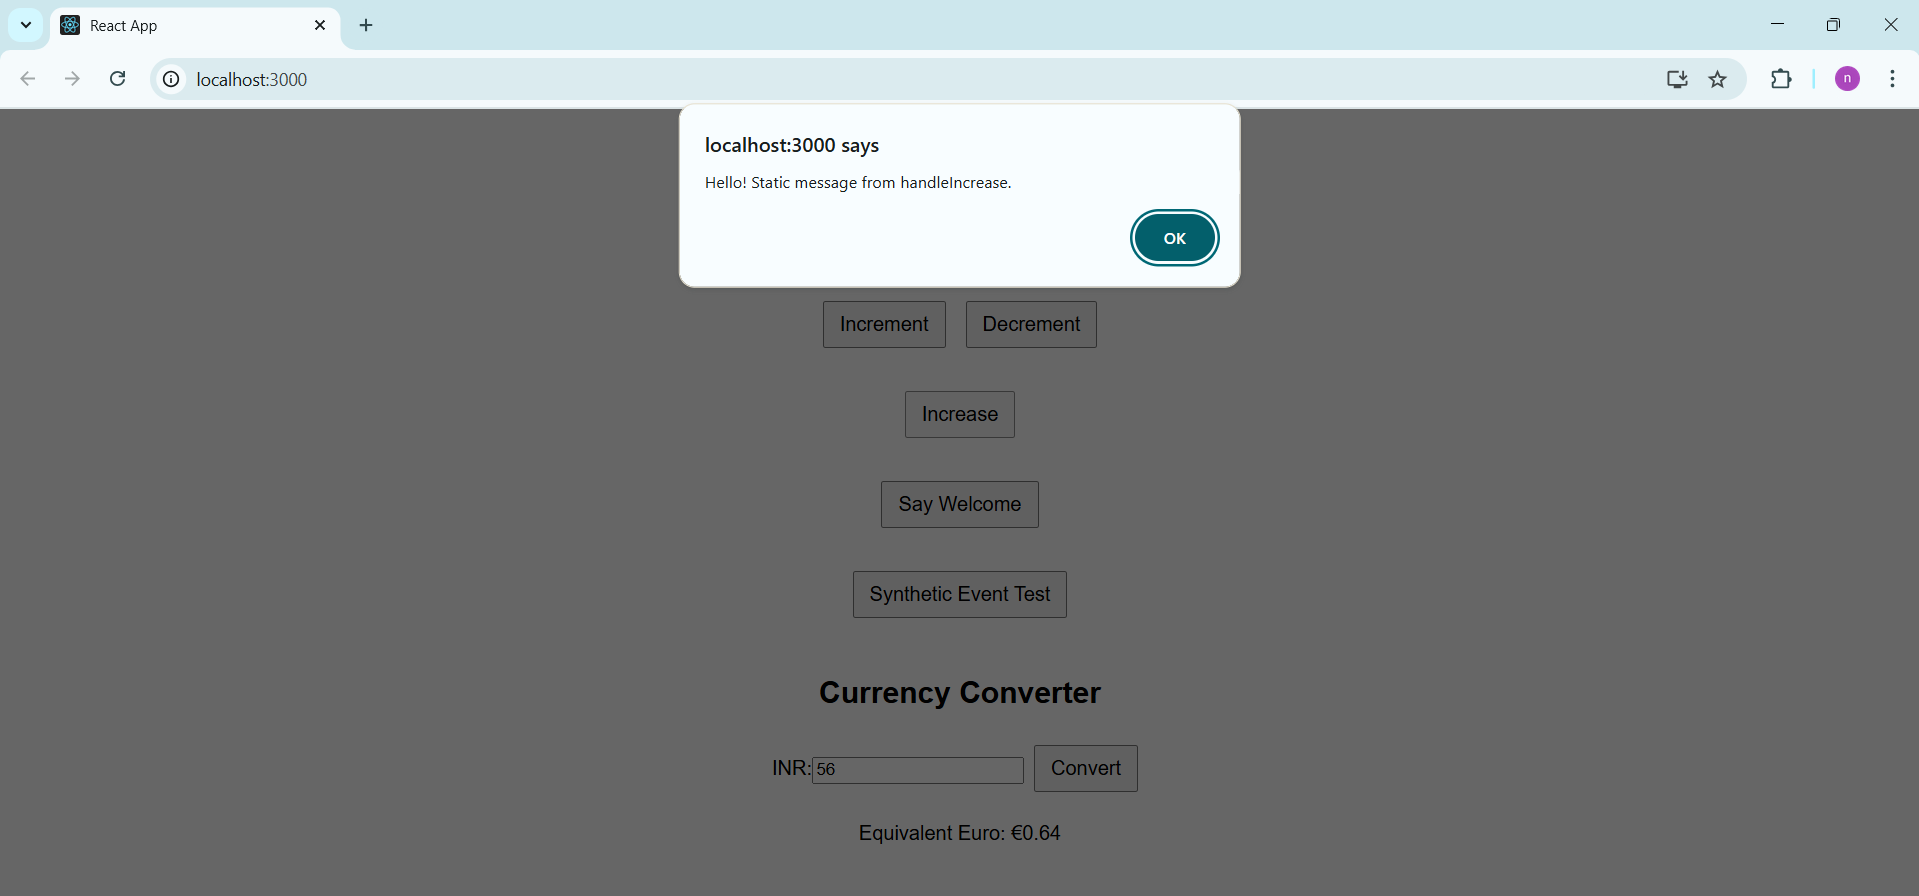 React App
localhost:3000
n
localhost:3000 says
Hello! Static message from handleIncrease.
OK
Increment Decrement
Increase
Say Welcome
Synthetic Event Test
Currency Converter
INR: 56 Convert
Equivalent Euro: €0.64